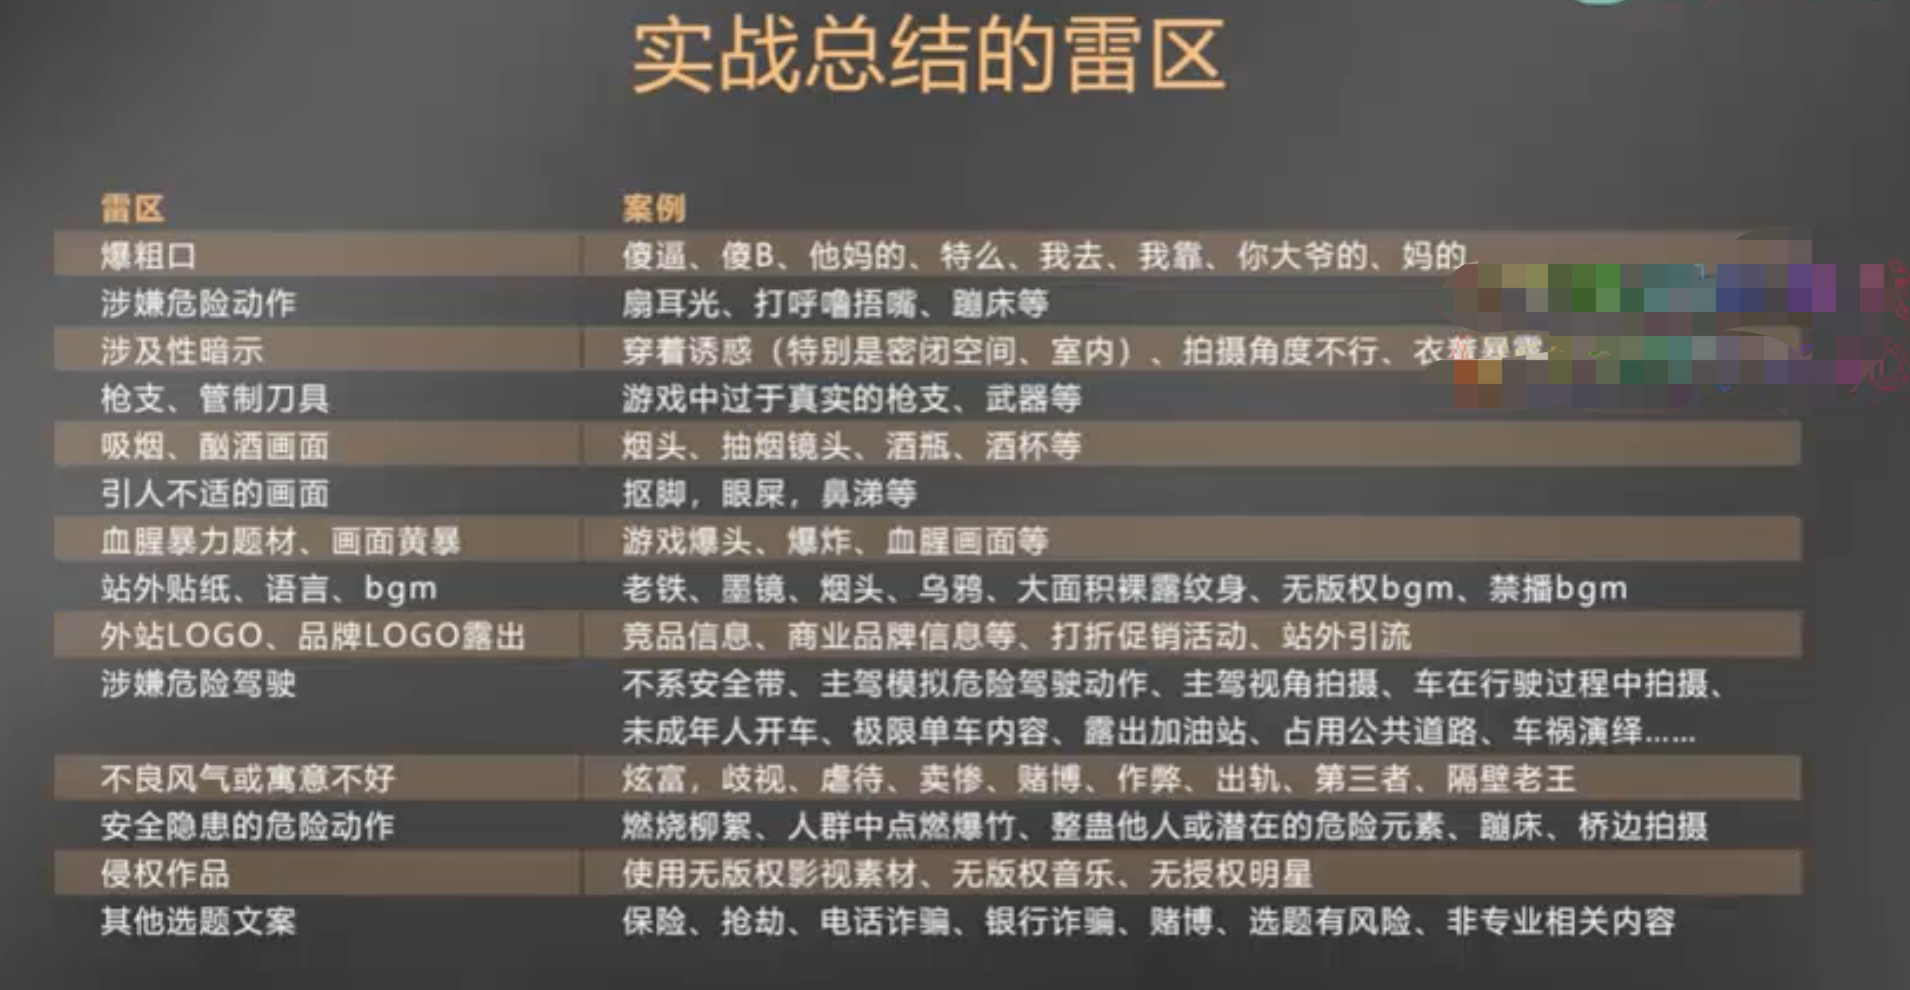 实战总结的雷区
雷区 案例
爆粗口 傻逼、傻B、他妈的、特么、我去、我靠、你大爷的、妈的
涉嫌危险动作 扇耳光、打呼噜捂嘴、蹦床等
涉及性暗示 穿着诱惑（特别是密闭空间、室内）、拍摄角度不行、衣着暴露
枪支、管制刀具 游戏中过于真实的枪支、武器等
吸烟、酗酒画面 烟头、抽烟镜头、酒瓶、酒杯等
引人不适的画面 抠脚，眼屎，鼻涕等
血腥暴力题材、画面黄暴 游戏爆头、爆炸、血腥画面等
站外贴纸、语言、bgm 老铁、墨镜、烟头、乌鸦、大面积裸露纹身、无版权bgm、禁播bgm
外站LOGO、品牌LOGO露出 竞品信息、商业品牌信息等、打折促销活动、站外引流
涉嫌危险驾驶 不系安全带、主驾模拟危险驾驶动作、主驾视角拍摄、车在行驶过程中拍摄、
未成年人开车、极限单车内容、露出加油站、占用公共道路、车祸演绎……
不良风气或寓意不好 炫富，歧视、虐待、卖惨、赌博、作弊、出轨、第三者、隔壁老王
安全隐患的危险动作 燃烧柳絮、人群中点燃爆竹、整蛊他人或潜在的危险元素、蹦床、桥边拍摄
侵权作品 使用无版权影视素材、无版权音乐、无授权明星
其他选题文案 保险、抢劫、电话诈骗、银行诈骗、赌博、选题有风险、非专业相关内容